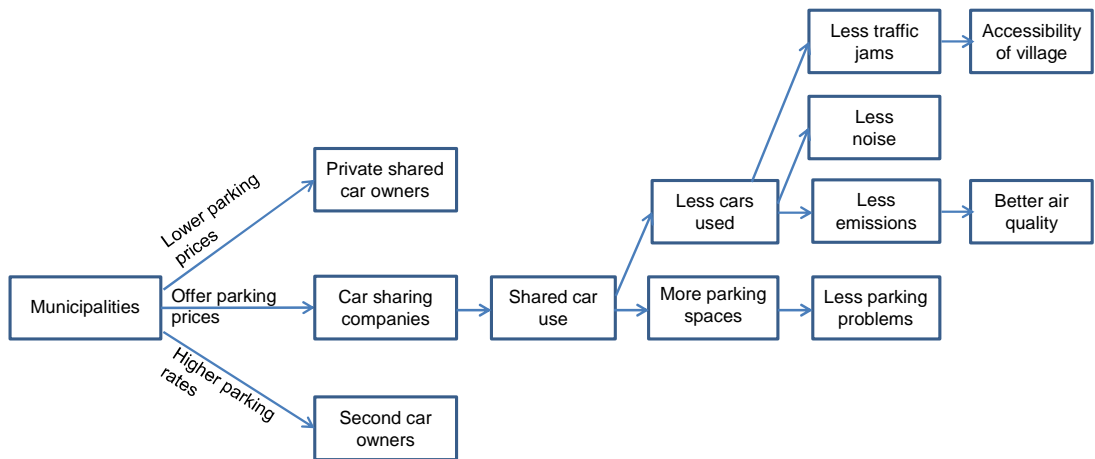 Less traffic
jams
Accessibility
of village
Less
noise
Private shared
car owners
Less cars
used
Less
emissions
Better air
quality
Lower parking
prices
Municipalities
Offer parking
prices
Car sharing
companies
Shared car
use
More parking
spaces
Less parking
problems
Higher parking
rates
Second car
owners